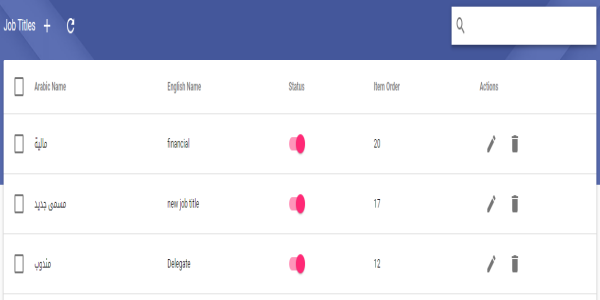 Job Titles
Arabic Name English Name Status Item Order Actions
مالية financial 20
مسمى جديد new job title 17
مندوب Delegate 12